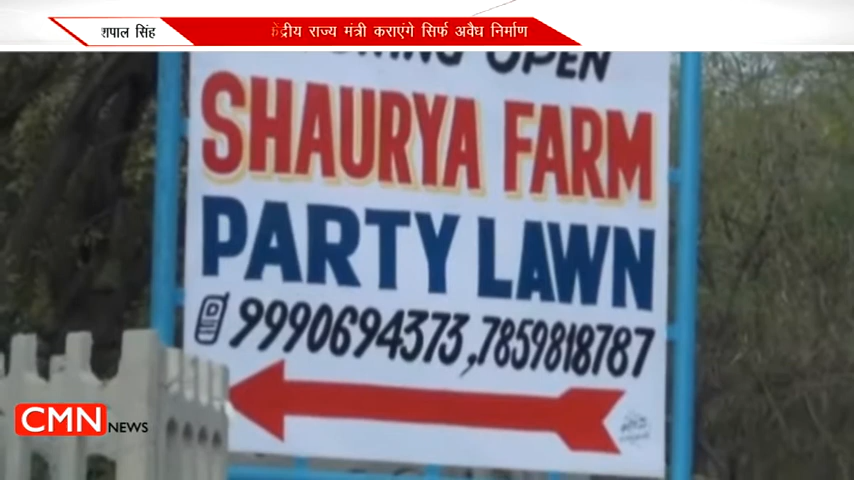 शपाल सिंह
केंद्रीय राज्य मंत्री कराएंगे सिर्फ अवैध निर्माण
OPEN
SHAURYA FARM
PARTY LAWN
9990694373,7859818787
CMN NEWS